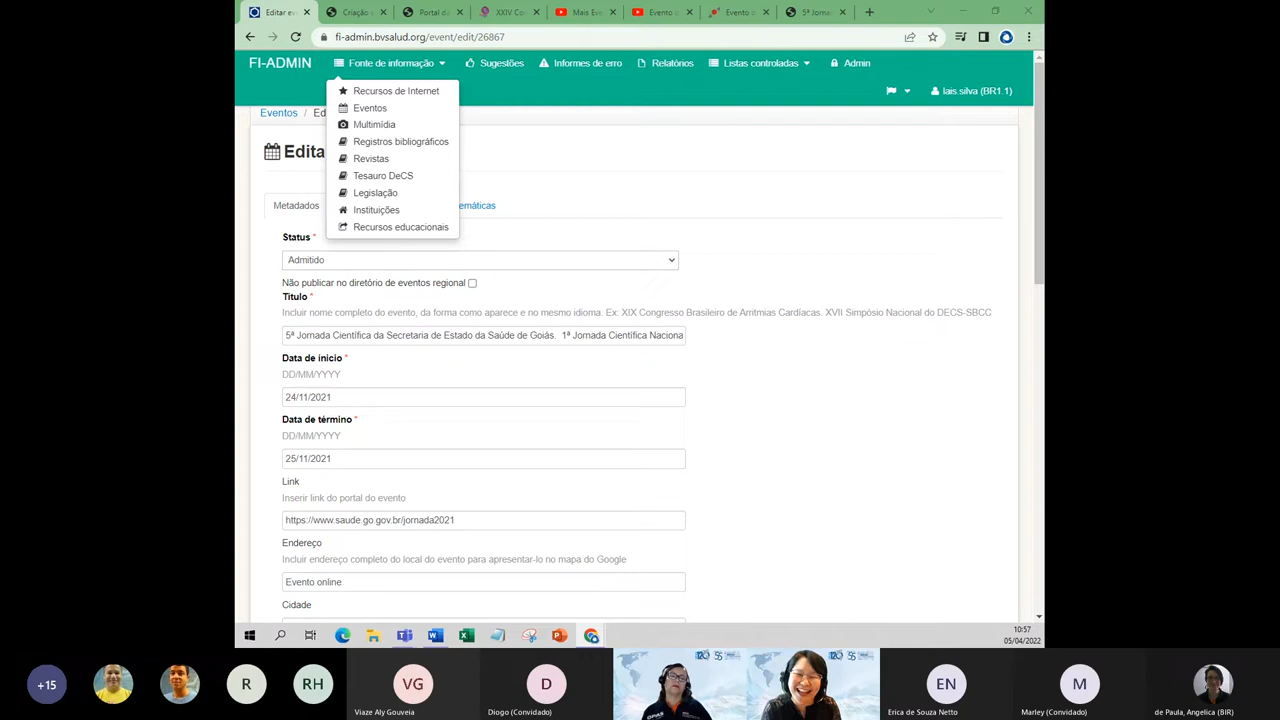 Editar eve
Criação e
Portal da
XXIV Co
Mais Eve
Evento o
Evento o
5ª Jorna
fi-admin.bvsalud.org/event/edit/26867
FI-ADMIN
Fonte de informação
Sugestões
Informes de erro
Relatórios
Listas controladas
Admin
lais.silva (BR1.1)
Recursos de Internet
Eventos
Multimídia
Registros bibliográficos
Revistas
Tesauro DeCS
Legislação
Instituições
Recursos educacionais
Eventos / Ed
Edita
Metadados
emáticas
Status *
Admitido
Não publicar no diretório de eventos regional
Titulo *
Incluir nome completo do evento, da forma como aparece e no mesmo idioma. Ex. XIX Congresso Brasileiro de Arritmias Cardíacas. XVII Simpósio Nacional do DECS-SBCC
5ª Jornada Científica da Secretaria de Estado da Saúde de Goiás. 1ª Jornada Científica Naciona
Data de inicio *
DD/MM/YYYY
24/11/2021
Data de término *
DD/MM/YYYY
25/11/2021
Link
Inserir link do portal do evento
https://www.saude.go.gov.br/jornada2021
Endereço
Incluir endereço completo do local do evento para apresentar-lo no mapa do Google
Evento online
Cidade
10:57
05/04/2022
+15
R
RH
VG
Viaze Aly Gouveia
D
Diogo (Convidado)
OPAS
EN
Erica de Souza Netto
M
Marley (Convidado)
de Paula, Angelica (BIR)